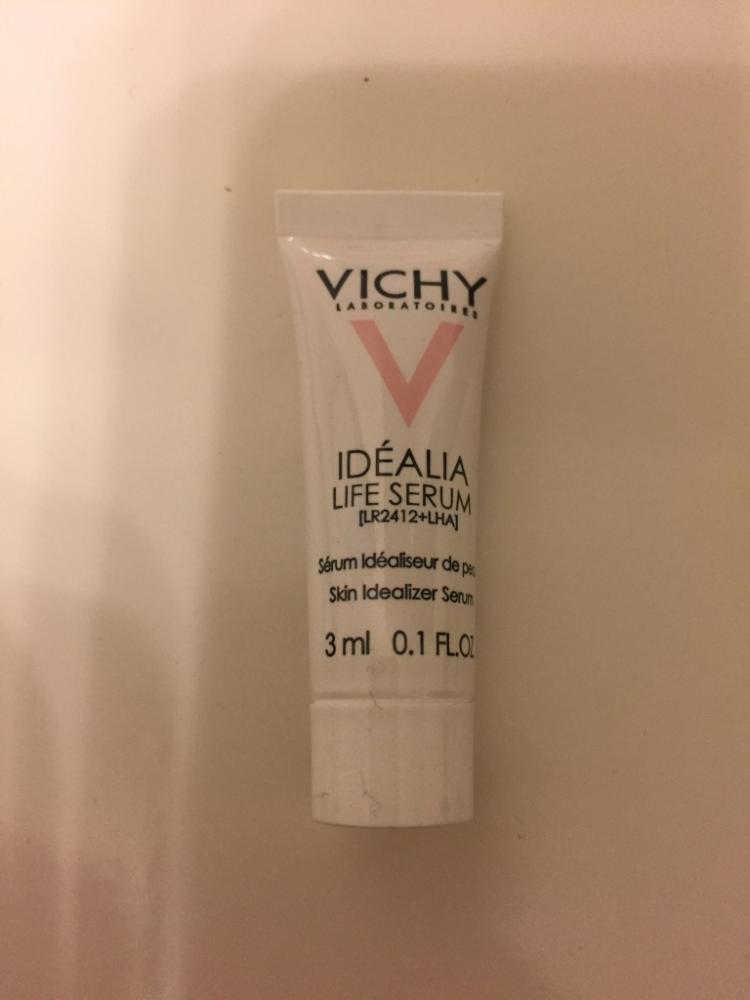 VICHY
LABORATOIRES
IDÉALIA
LIFE SERUM
[LR2412+LHA]
Sérum Idéaliseur de
Skin Idealizer Serum
3 ml 0.1 FL.OZ